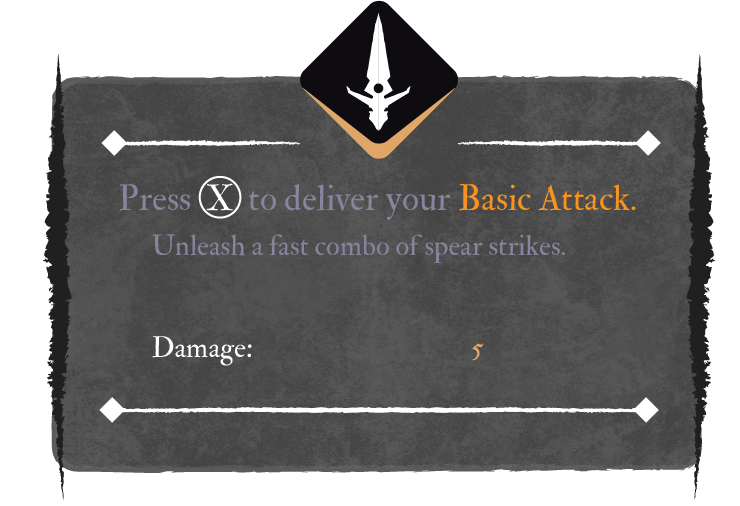 Press X to deliver your Basic Attack.
Unleash a fast combo of spear strikes.
Damage: 5